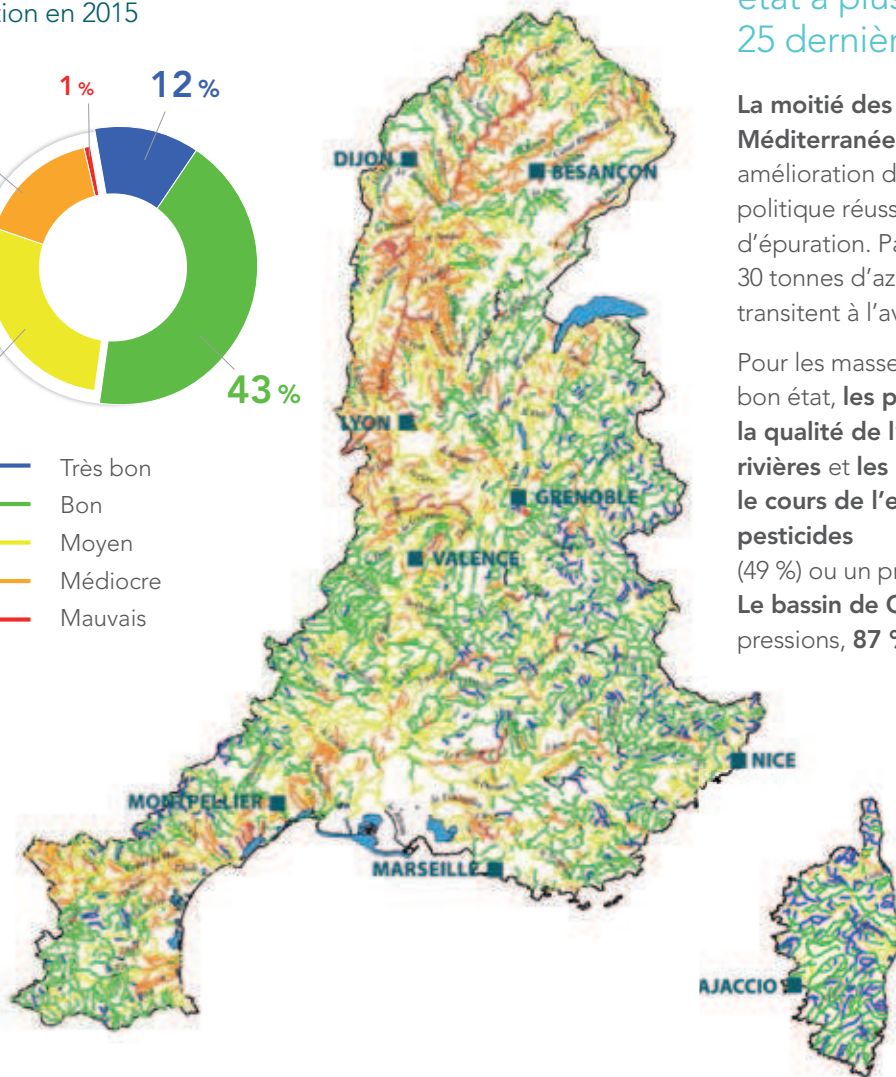 tion en 2015
1 %
12 %
43 %
Très bon
Bon
Moyen
Médiocre
Mauvais
DIJON
BESANÇON
LYON
GRENOBLE
VALENCE
MONTPELLIER
NICE
MARSEILLE
AJACCIO
état à plus
25 dernièr
La moitié des
Méditerranée
amélioration d
politique réuss
d'épuration. Pa
30 tonnes d'az
transitent à l'av
Pour les masse
bon état, les p
la qualité de l
rivières et les
le cours de l'e
pesticides
(49 %) ou un pr
Le bassin de C
pressions, 87 %